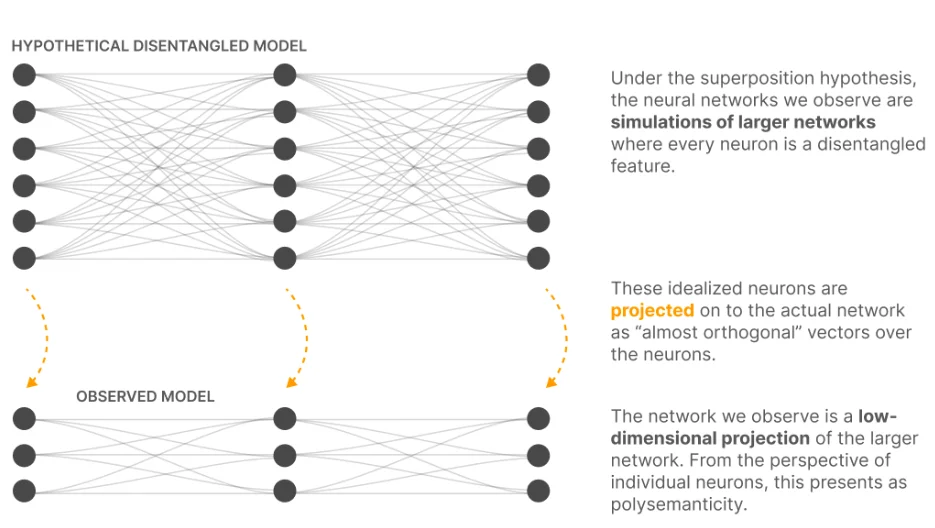 HYPOTHETICAL DISENTANGLED MODEL
Under the superposition hypothesis,
the neural networks we observe are
simulations of larger networks
where every neuron is a disentangled
feature.
These idealized neurons are
projected on to the actual network
as “almost orthogonal” vectors over
the neurons.
OBSERVED MODEL
The network we observe is a low-
dimensional projection of the larger
network. From the perspective of
individual neurons, this presents as
polysemanticity.